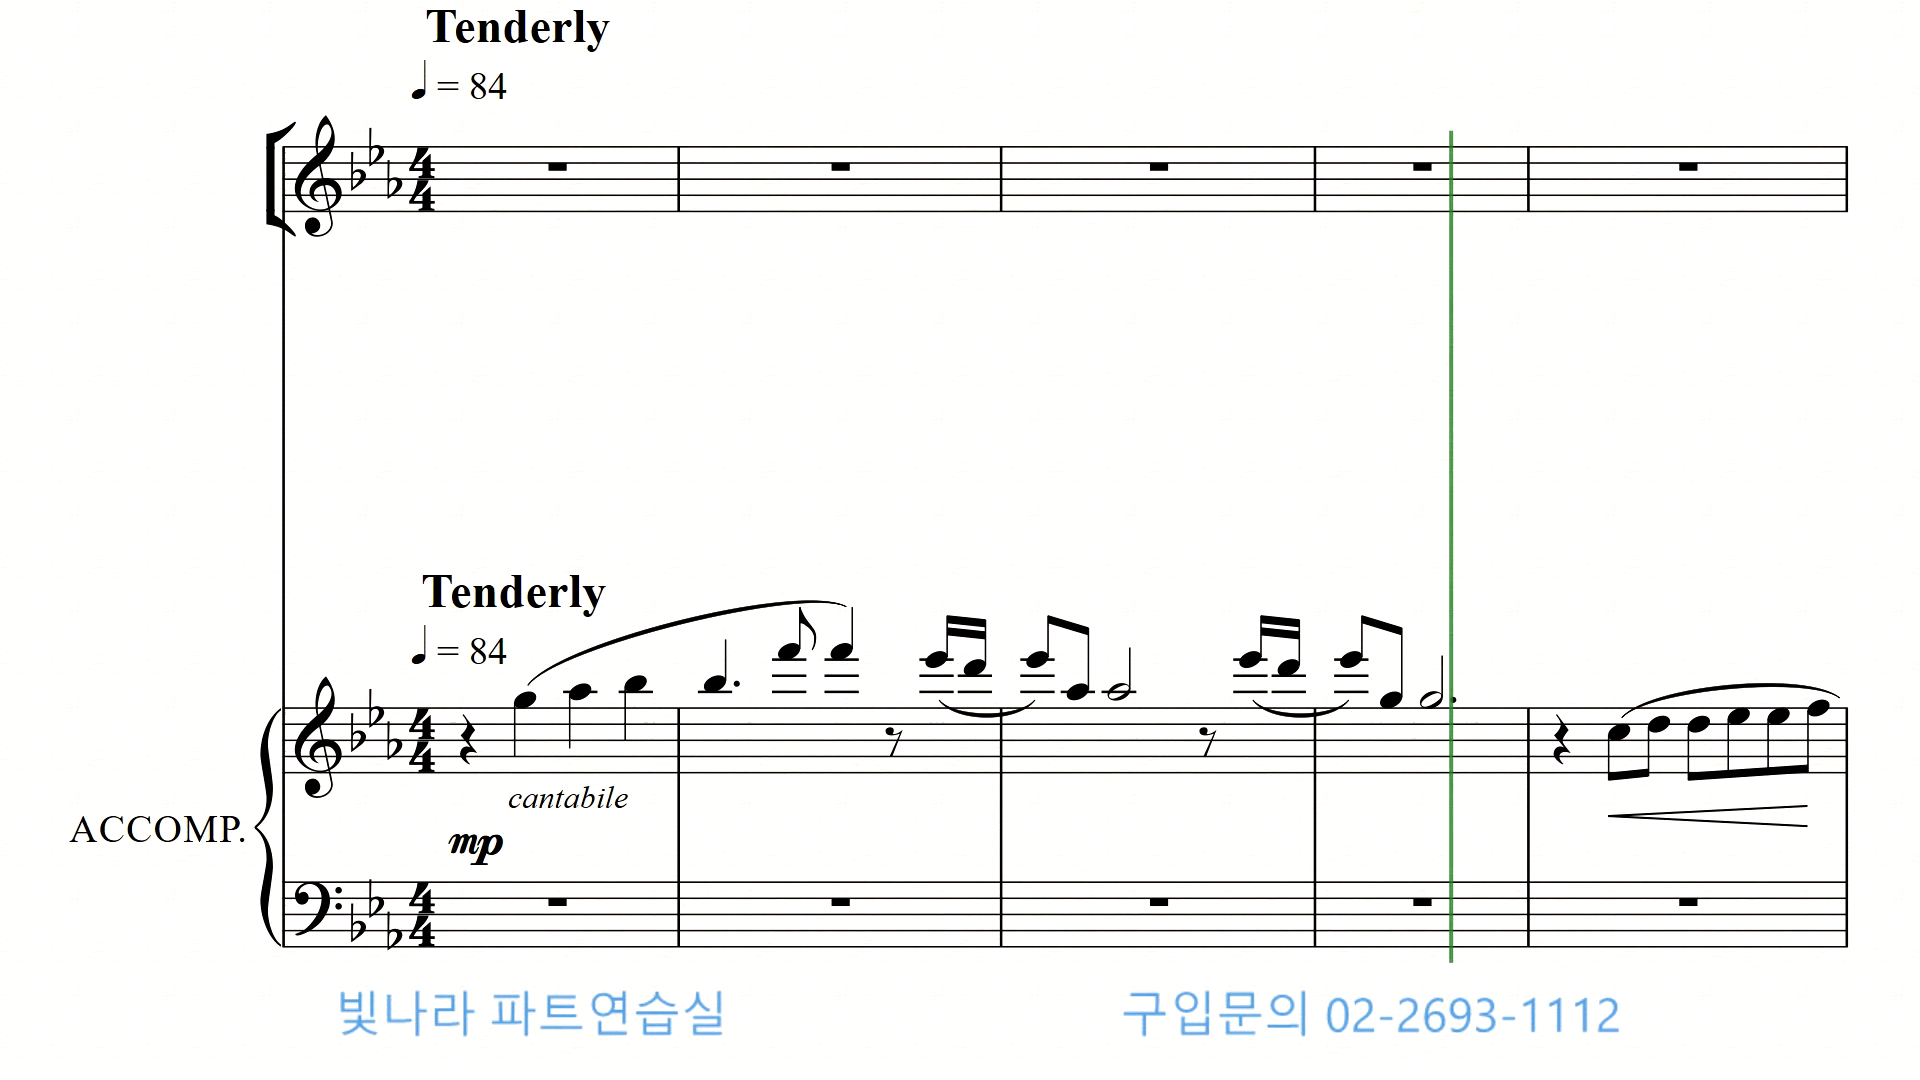 Tenderly
♩ = 84
Tenderly
♩ = 84
cantabile
ACCOMP.
mp
빛나라 파트연습실 구입문의 02-2693-1112